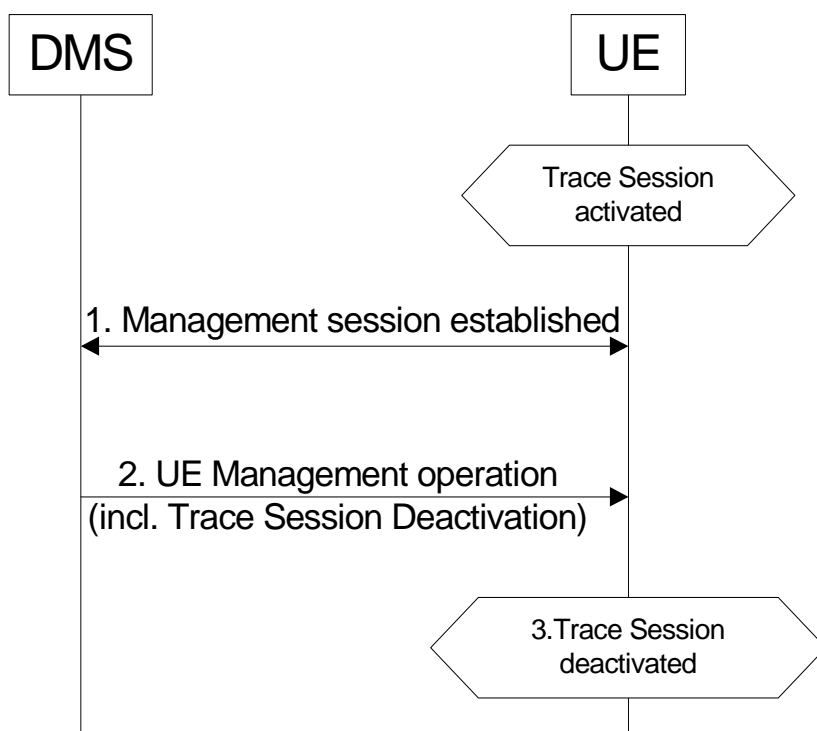 DMS
UE
Trace Session
activated
1. Management session established
2. UE Management operation
(incl. Trace Session Deactivation)
3.Trace Session
deactivated